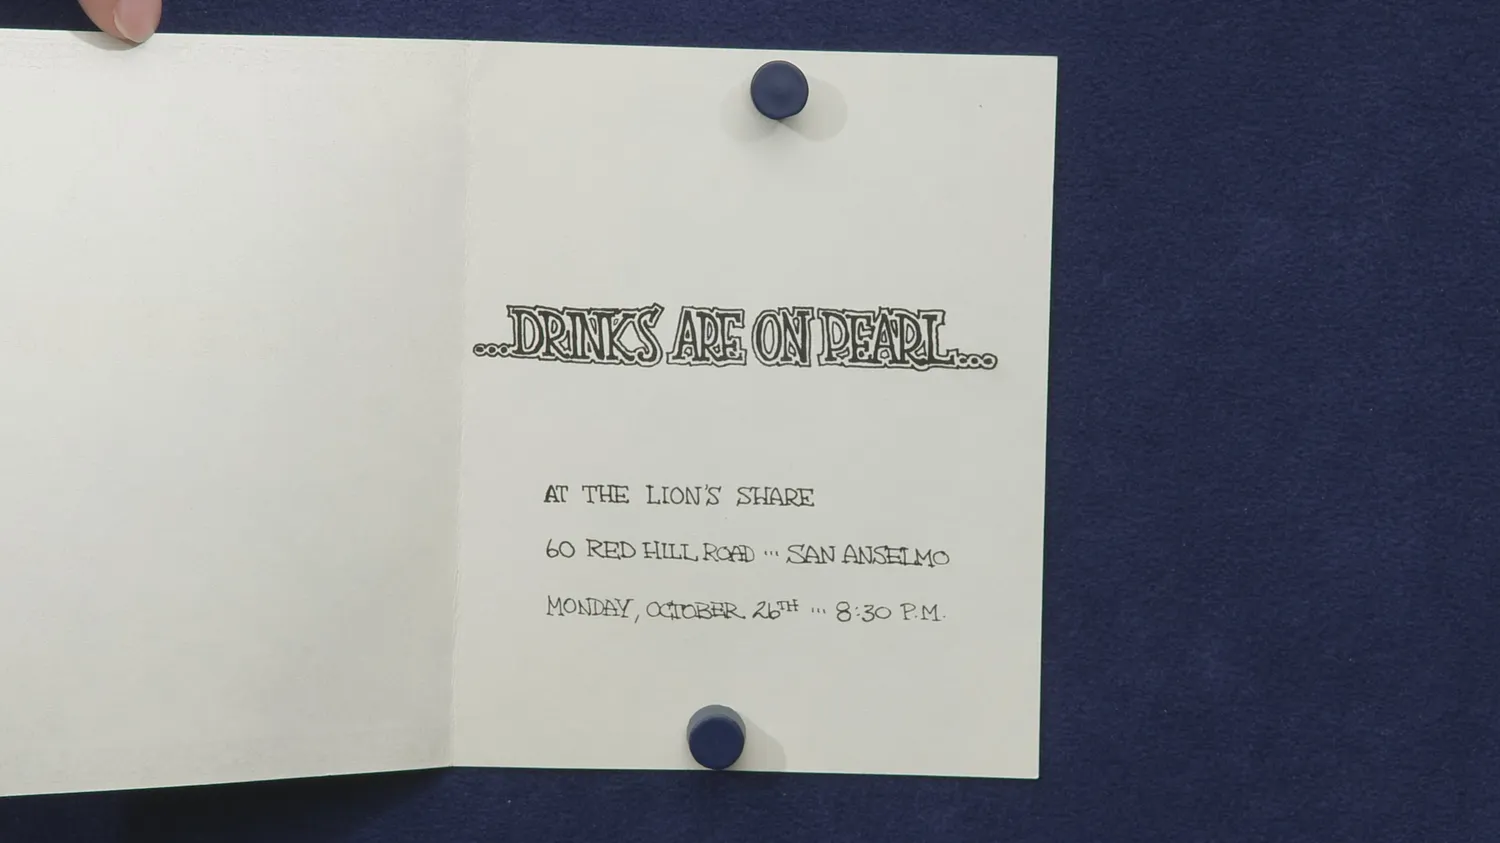 ...DRINKS ARE ON PEARL...
AT THE LION'S SHARE
60 RED HILL ROAD ... SAN ANSELMO
MONDAY, OCTOBER 26TH ... 8:30 P.M.